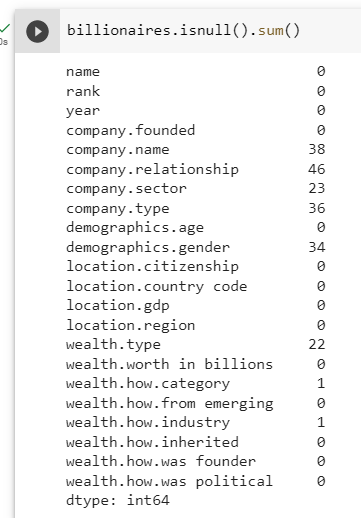 billionaires.isnull().sum()
0s
name 0
rank 0
year 0
company.founded 0
company.name 38
company.relationship 46
company.sector 23
company.type 36
demographics.age 0
demographics.gender 34
location.citizenship 0
location.country code 0
location.gdp 0
location.region 0
wealth.type 22
wealth.worth in billions 0
wealth.how.category 1
wealth.how.from emerging 0
wealth.how.industry 1
wealth.how.inherited 0
wealth.how.was founder 0
wealth.how.was political 0
dtype: int64